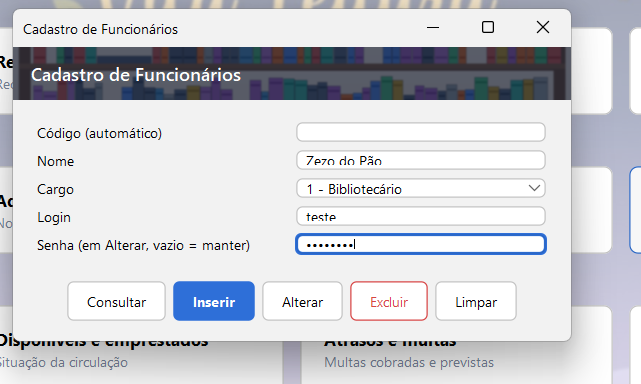 Cadastro de Funcionários
Cadastro de Funcionários
Código (automático)
Nome
Zezo do Pão
Cargo
1 - Bibliotecário
Login
teste
Senha (em Alterar, vazio = manter)
••••••••
Consultar
Inserir
Alterar
Excluir
Limpar
Disponíveis e emprestados
Situação da circulação
Atrasos e multas
Multas cobradas e previstas